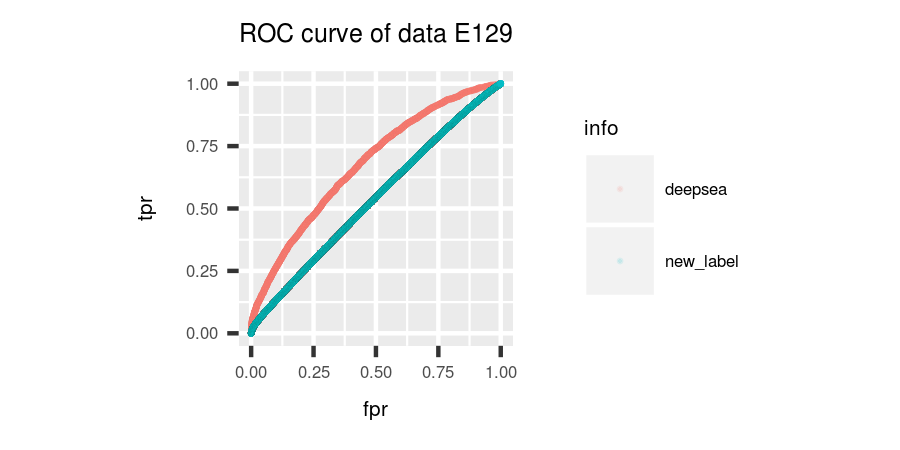 ROC curve of data E129
1.00
0.75
0.50
0.25
0.00
tpr
0.00 0.25 0.50 0.75 1.00
fpr
info
deepsea
new_label